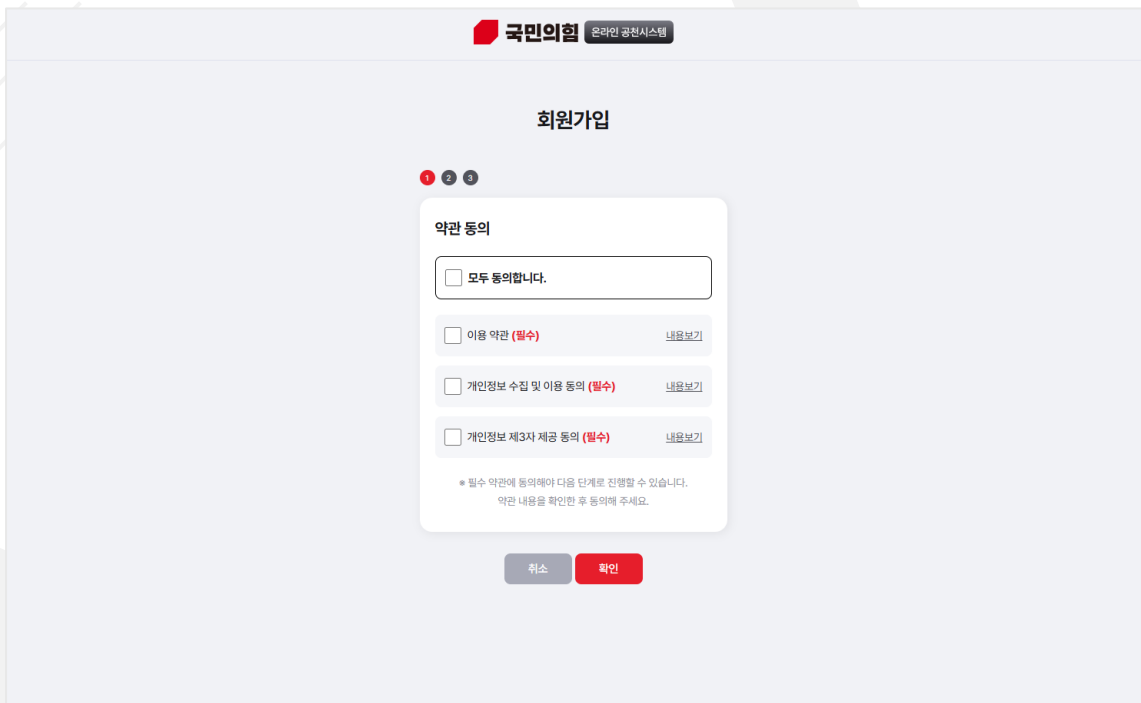 국민의힘 온라인 공천시스템
회원가입
1 2 3
약관 동의
모두 동의합니다.
이용 약관 (필수) 내용보기
개인정보 수집 및 이용 동의 (필수) 내용보기
개인정보 제3자 제공 동의 (필수) 내용보기
※ 필수 약관에 동의해야 다음 단계로 진행할 수 있습니다.
약관 내용을 확인한 후 동의해 주세요.
취소 확인